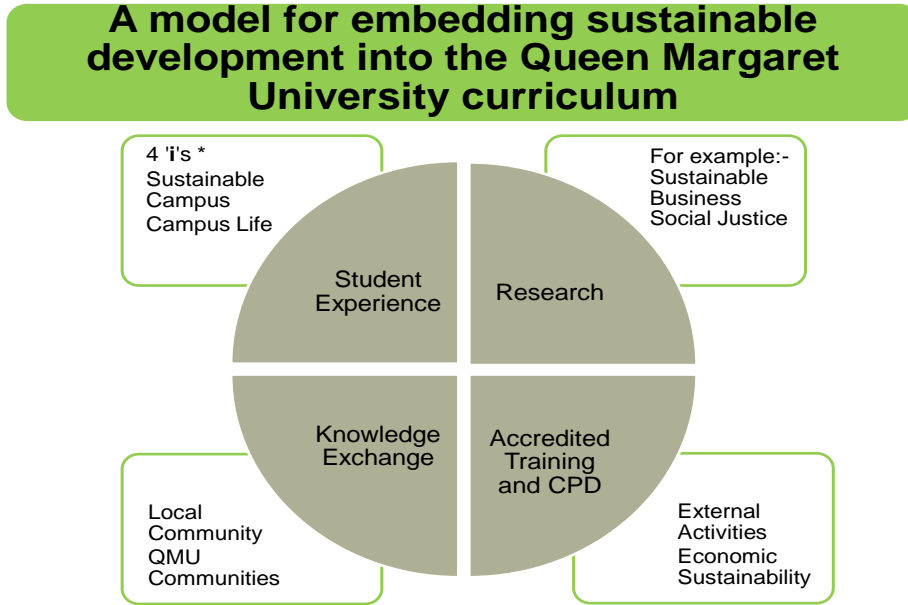 A model for embedding sustainable
development into the Queen Margaret
University curriculum
4 'i's *
Sustainable
Campus
Campus Life
For example:-
Sustainable
Business
Social Justice
Student
Experience
Research
Knowledge
Exchange
Accredited
Training
and CPD
Local
Community
QMU
Communities
External
Activities
Economic
Sustainability